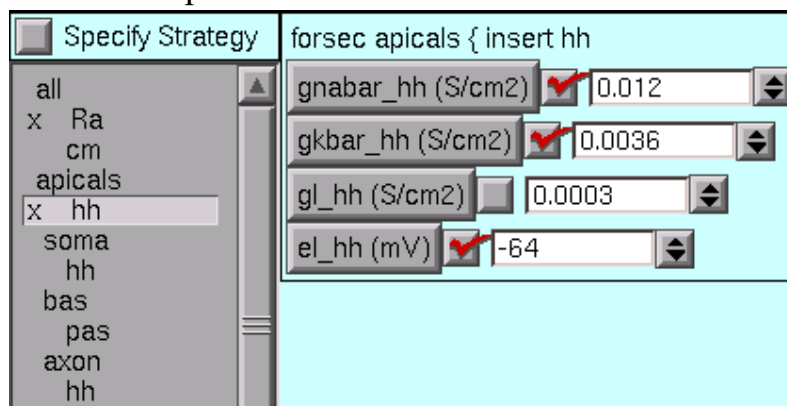 Specify Strategy
all
x Ra
cm
apicals
x hh
soma
hh
bas
pas
axon
hh
forsec apicals { insert hh
gnabar_hh (S/cm2) 0.012
gkbar_hh (S/cm2) 0.0036
gl_hh (S/cm2) 0.0003
el_hh (mV) -64